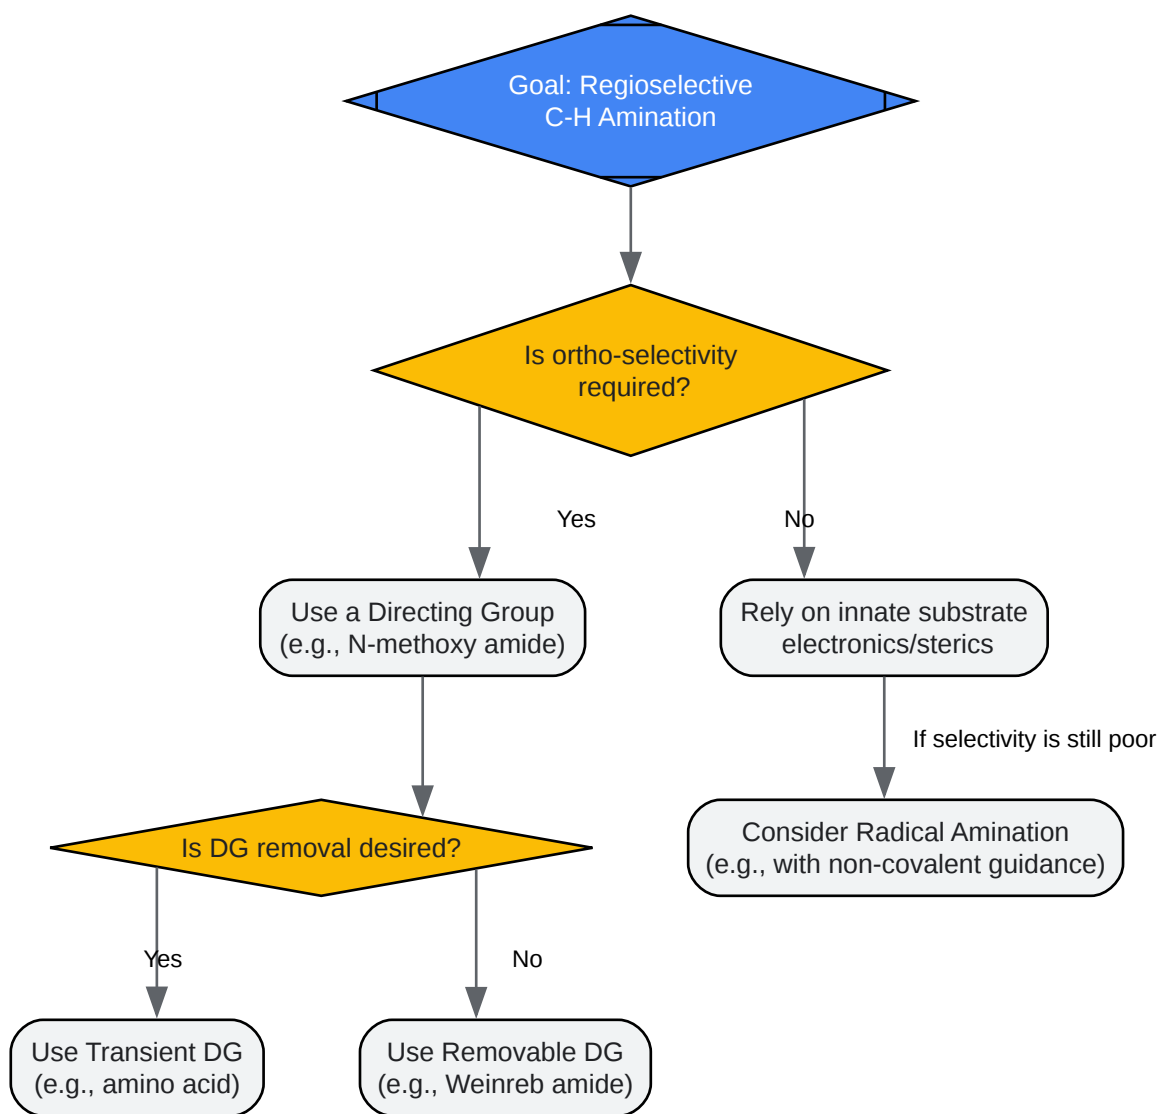 Goal: Regioselective
C-H Amination
Is ortho-selectivity
required?
Yes
No
Use a Directing Group
(e.g., N-methoxy amide)
Rely on innate substrate
electronics/sterics
If selectivity is still poor
Is DG removal desired?
Consider Radical Amination
(e.g., with non-covalent guidance)
Yes
No
Use Transient DG
(e.g., amino acid)
Use Removable DG
(e.g., Weinreb amide)